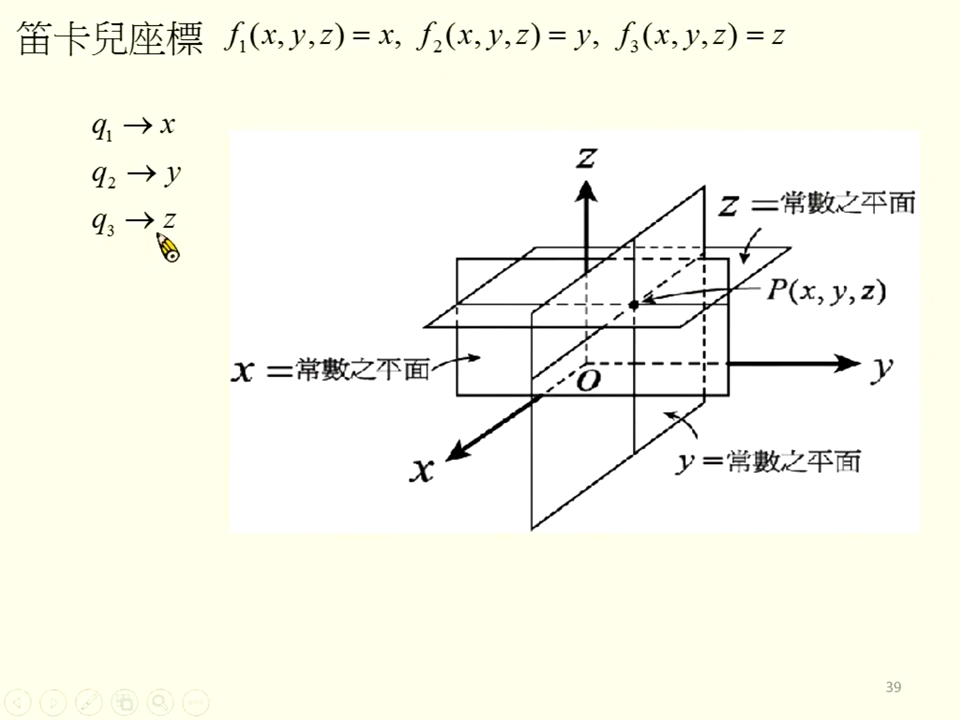 笛卡兒座標 f₁(x, y, z) = x, f₂(x, y, z) = y, f₃(x, y, z) = z
q₁ → x
q₂ → y
q₃ → z
z
z =常數之平面
P(x, y, z)
x =常數之平面
O
y
x
y =常數之平面
39